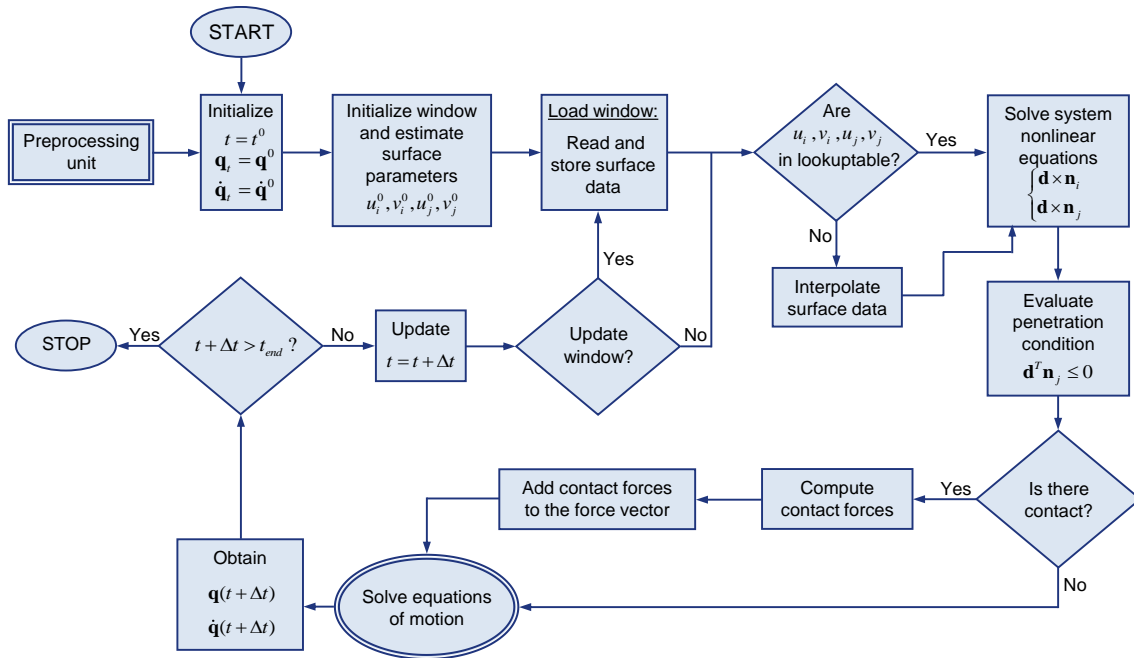 START
Preprocessing
unit
Initialize
t = t⁰
q_t = q⁰
q̇_t = q̇⁰
Initialize window
and estimate
surface
parameters
u_i⁰, v_i⁰, u_j⁰, v_j⁰
Load window:
Read and
store surface
data
Are
u_i, v_i, u_j, v_j
in lookuptable?
Yes
No
Solve system
nonlinear
equations
{ d × n_i
d × n_j
Interpolate
surface data
Yes
STOP
Yes
t + Δt > t_end ?
No
Update
t = t + Δt
Update
window?
No
Evaluate
penetration
condition
d^T n_j ≤ 0
Is there
contact?
Yes
No
Compute
contact forces
Add contact forces
to the force vector
Solve equations
of motion
Obtain
q(t + Δt)
q̇(t + Δt)